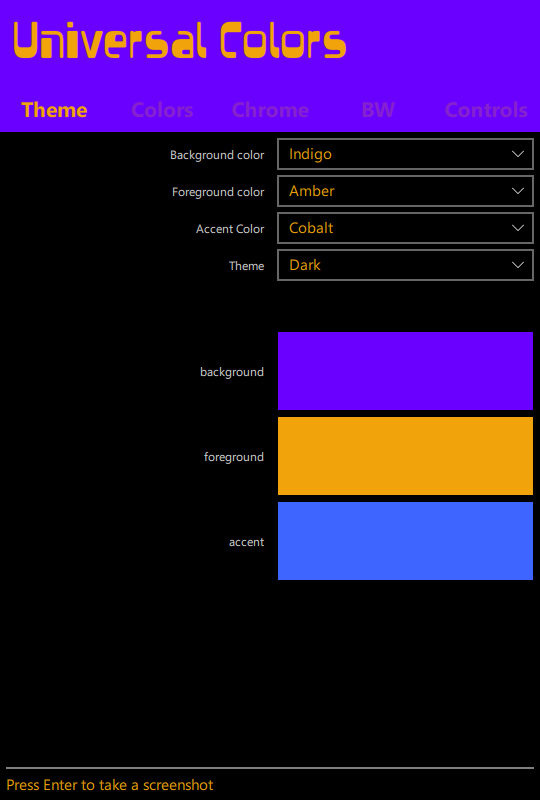 Universal Colors
Theme Colors Chrome BW Controls
Background color Indigo
Foreground color Amber
Accent Color Cobalt
Theme Dark
background
foreground
accent
Press Enter to take a screenshot